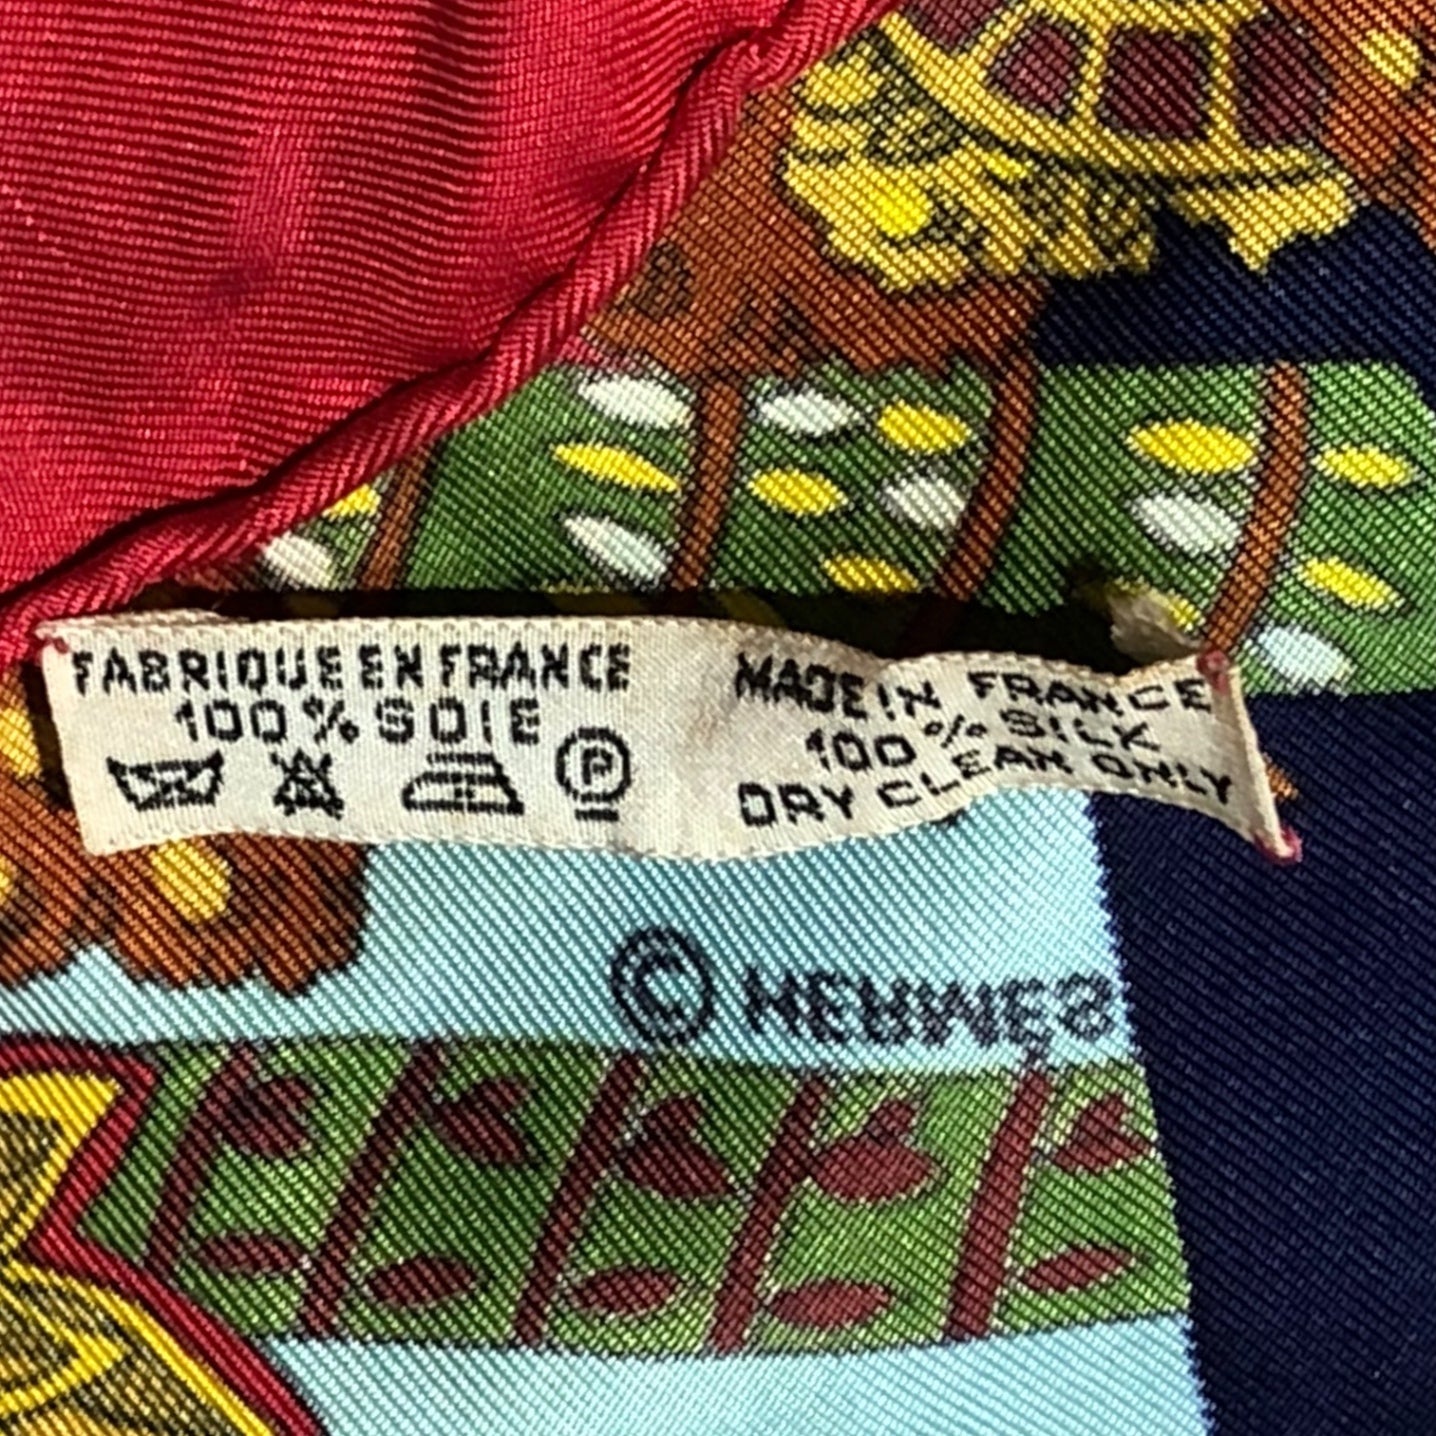 FABRIQUE EN FRANCE
100% SOIE
P
MADE IN FRANCE
100% SILK
DRY CLEAN ONLY
© HERMES